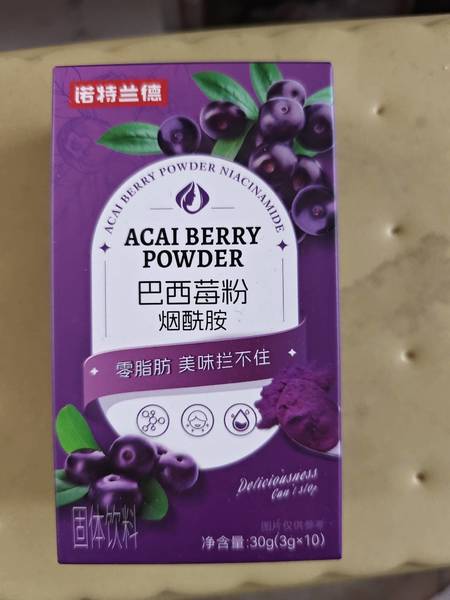 诺特兰德
ACAI BERRY POWDER NIACINAMIDE
ACAI BERRY
POWDER
巴西莓粉
烟酰胺
零脂肪 美味拦不住
Deliciousness
Can't stop
固体饮料
图片仅供参考
净含量:30g(3g×10)